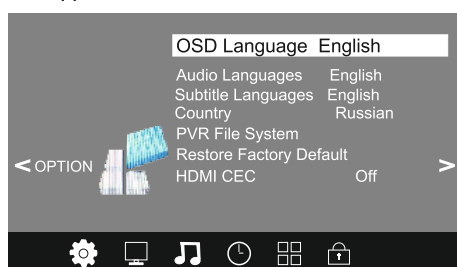 OSD Language English
Audio Languages English
Subtitle Languages English
Country Russian
PVR File System
Restore Factory Default
HDMI CEC Off
< OPTION >